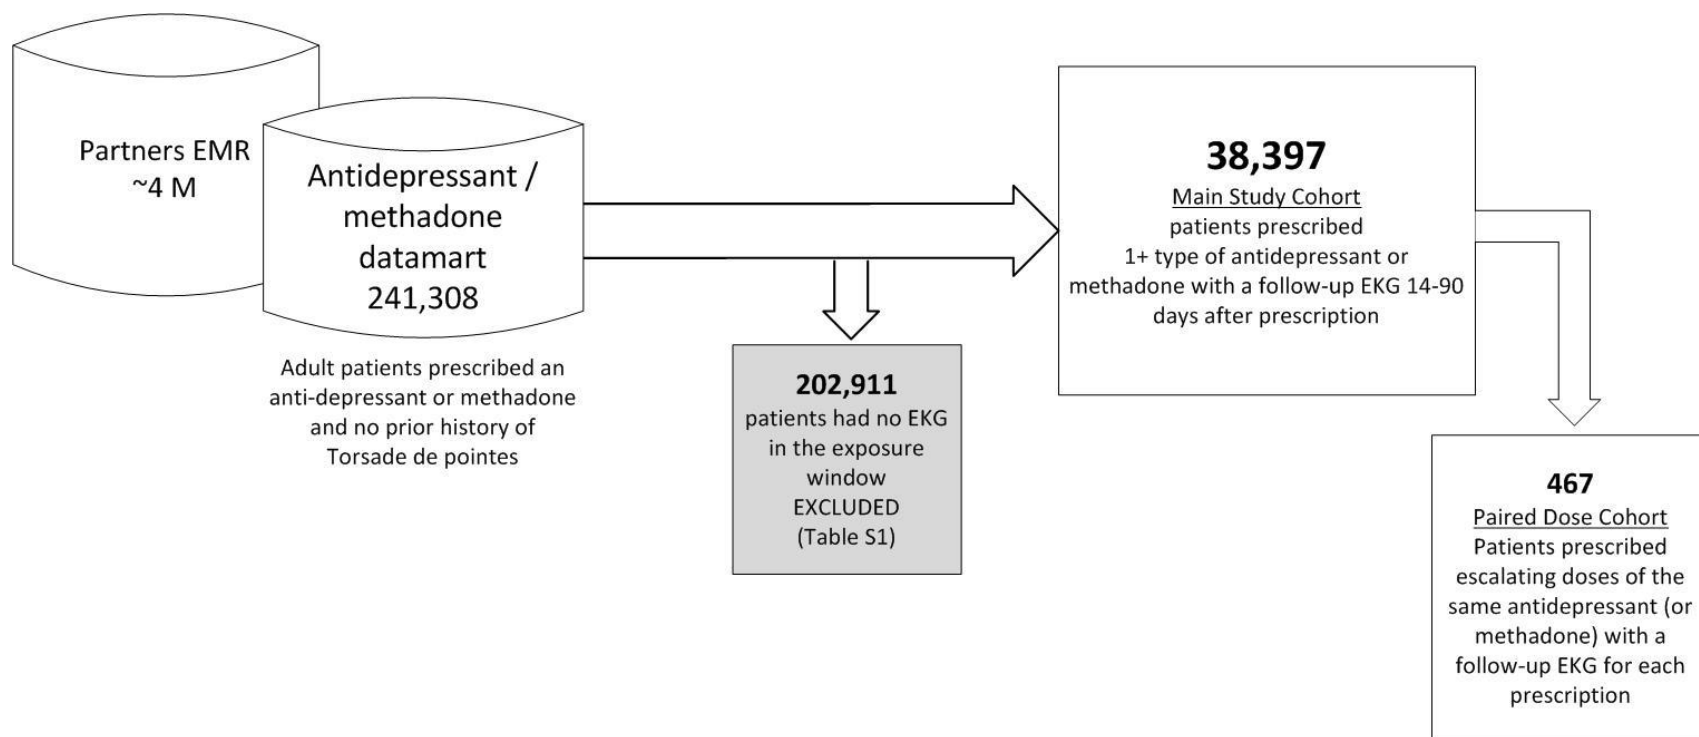 Partners EMR
~4 M
Antidepressant /
methadone
datamart
241,308
Adult patients prescribed an
anti-depressant or methadone
and no prior history of
Torsade de pointes
202,911
patients had no EKG
in the exposure
window
EXCLUDED
(Table S1)
38,397
Main Study Cohort
patients prescribed
1+ type of antidepressant or
methadone with a follow-up EKG 14-90
days after prescription
467
Paired Dose Cohort
Patients prescribed
escalating doses of the
same antidepressant (or
methadone) with a
follow-up EKG for each
prescription